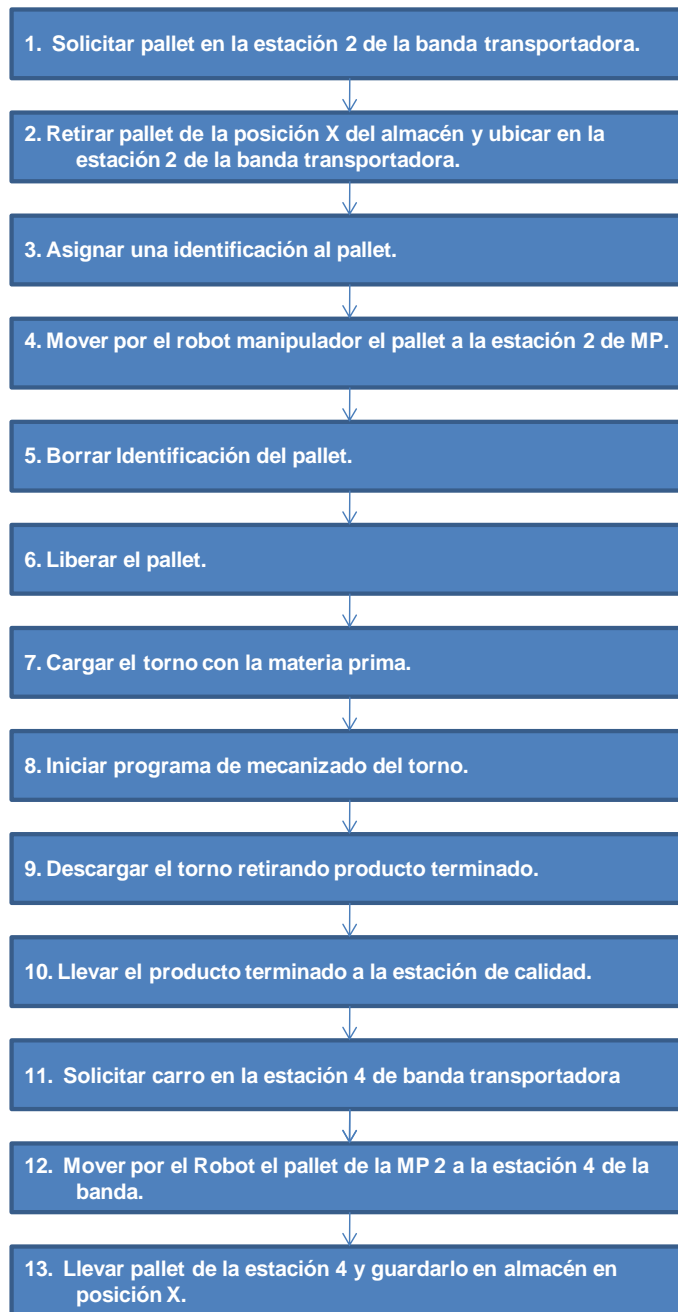 1. Solicitar pallet en la estación 2 de la banda transportadora.
2. Retirar pallet de la posición X del almacén y ubicar en la
estación 2 de la banda transportadora.
3. Asignar una identificación al pallet.
4. Mover por el robot manipulador el pallet a la estación 2 de MP.
5. Borrar Identificación del pallet.
6. Liberar el pallet.
7. Cargar el torno con la materia prima.
8. Iniciar programa de mecanizado del torno.
9. Descargar el torno retirando producto terminado.
10. Llevar el producto terminado a la estación de calidad.
11. Solicitar carro en la estación 4 de banda transportadora
12. Mover por el Robot el pallet de la MP 2 a la estación 4 de la
banda.
13. Llevar pallet de la estación 4 y guardarlo en almacén en
posición X.